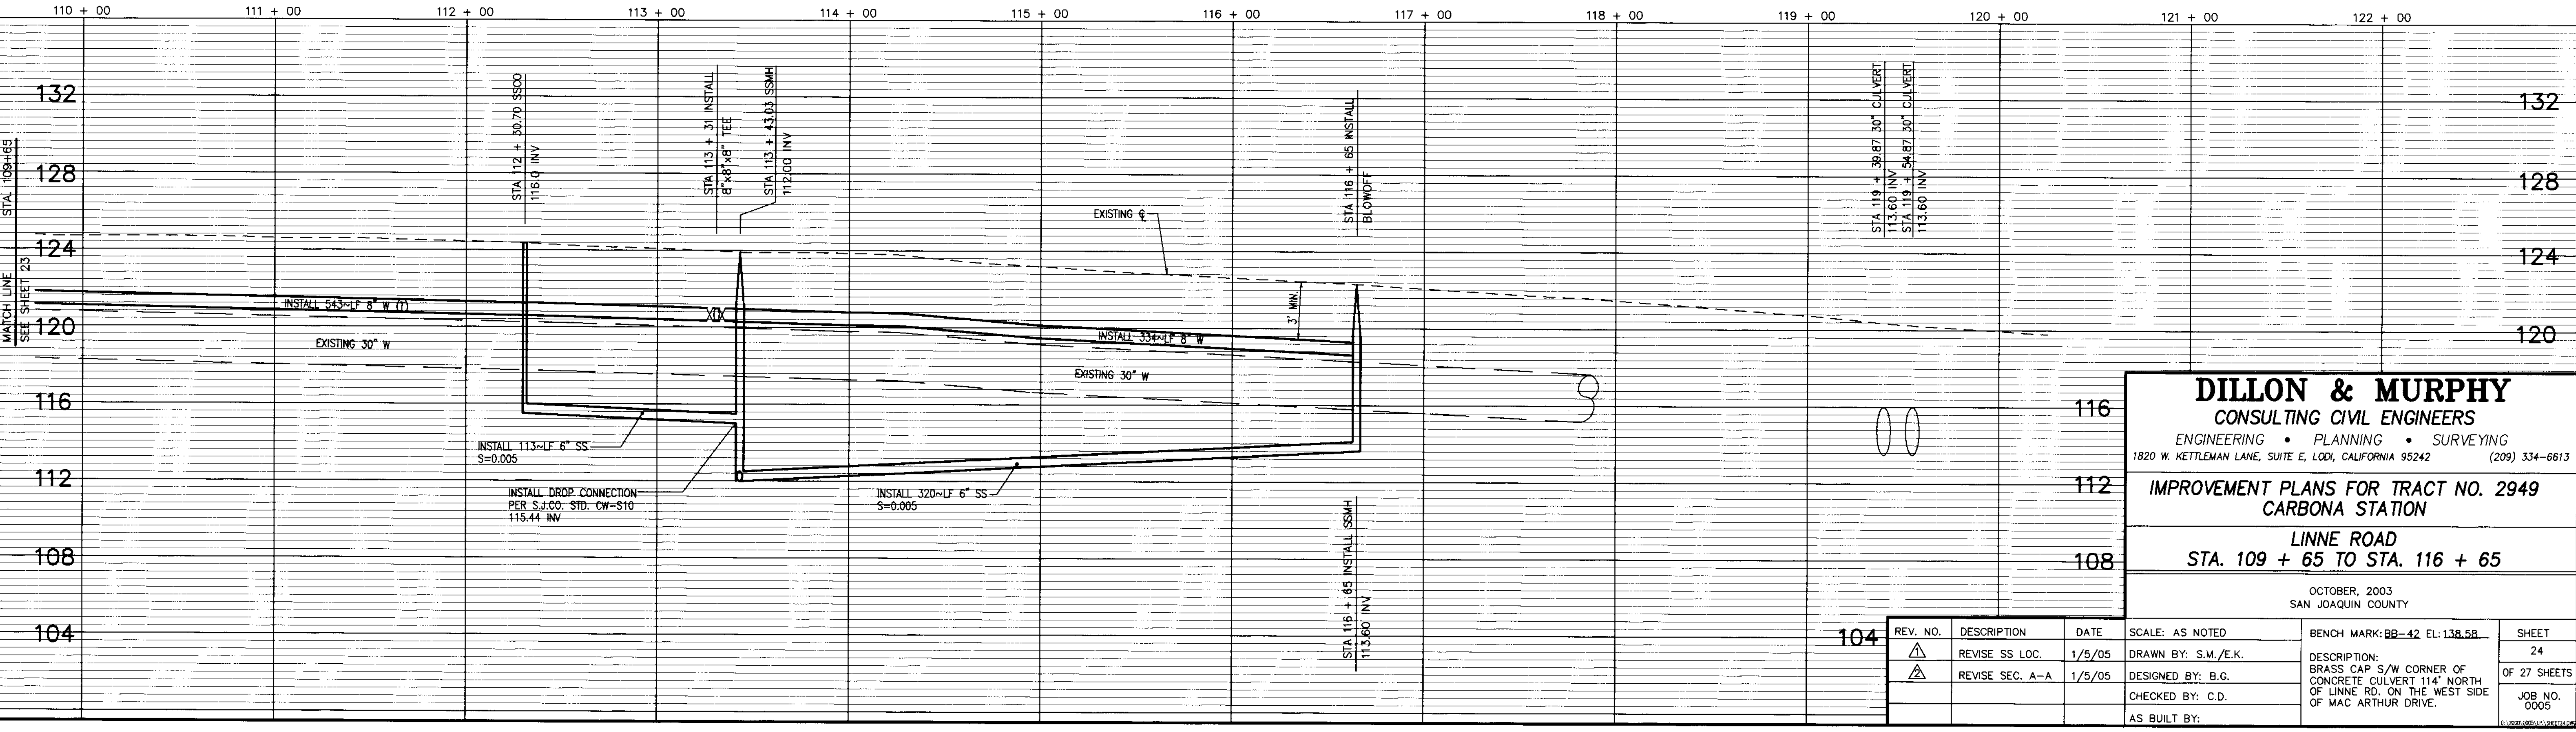 110 + 00
111 + 00
112 + 00
113 + 00
114 + 00
115 + 00
116 + 00
117 + 00
118 + 00
119 + 00
120 + 00
121 + 00
122 + 00
132
128
124
120
116
112
108
104
MATCH LINE STA. 109+65
SEE SHEET 23
STA 112 + 30.70 SSCO
116.0 INV
STA 113 + 31 INSTALL
8"x8"x8" TEE
STA 113 + 43.03 SSMH
112.00 INV
STA 116 + 65 INSTALL
BLOWOFF
STA 119 + 39.87 30" CULVERT
113.60 INV
STA 119 + 54.87 30" CULVERT
113.60 INV
EXISTING ℄
INSTALL 543~LF 8" W (T)
EXISTING 30" W
3' MIN.
INSTALL 334~LF 8" W
EXISTING 30" W
INSTALL 113~LF 6" SS
S=0.005
INSTALL DROP CONNECTION
PER S.J.CO. STD. CW-S10
115.44 INV
INSTALL 320~LF 6" SS
S=0.005
STA 116 + 65 INSTALL SSMH
113.60 INV
132
128
124
120
116
112
108
104
DILLON & MURPHY
CONSULTING CIVIL ENGINEERS
ENGINEERING • PLANNING • SURVEYING
1820 W. KETTLEMAN LANE, SUITE E, LODI, CALIFORNIA 95242 (209) 334-6613
IMPROVEMENT PLANS FOR TRACT NO. 2949
CARBONA STATION
LINNE ROAD
STA. 109 + 65 TO STA. 116 + 65
OCTOBER, 2003
SAN JOAQUIN COUNTY
REV. NO. DESCRIPTION DATE
1 REVISE SS LOC. 1/5/05
2 REVISE SEC. A-A 1/5/05
SCALE: AS NOTED
DRAWN BY: S.M./E.K.
DESIGNED BY: B.G.
CHECKED BY: C.D.
AS BUILT BY:
BENCH MARK: BB-42 EL: 138.58
DESCRIPTION:
BRASS CAP S/W CORNER OF
CONCRETE CULVERT 114' NORTH
OF LINNE RD. ON THE WEST SIDE
OF MAC ARTHUR DRIVE.
SHEET
24
OF 27 SHEETS
JOB NO.
0005